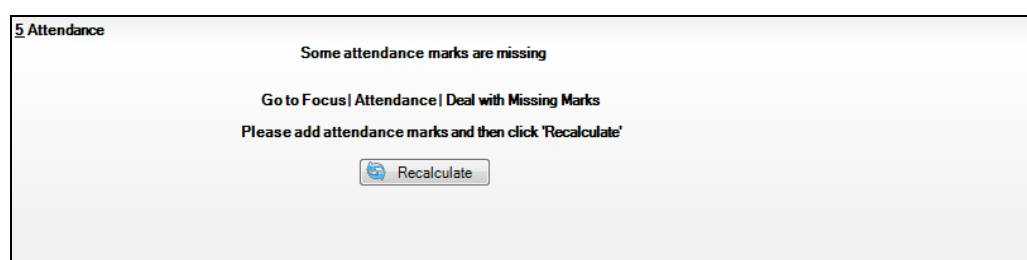 5 Attendance
Some attendance marks are missing
Go to Focus| Attendance| Deal with Missing Marks
Please add attendance marks and then click 'Recalculate'
Recalculate